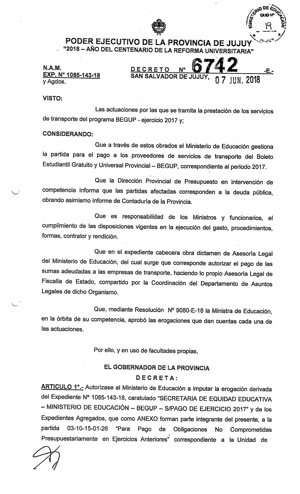 MINISTERIO DE EDUCACIÓN
FOLIO Nº
19
PODER EJECUTIVO DE LA PROVINCIA DE JUJUY
"2018 – AÑO DEL CENTENARIO DE LA REFORMA UNIVERSITARIA"
N.A.M.
EXP. Nº 1085-143-18
y Agdos.
DECRETO Nº 6742 .E.-
SAN SALVADOR DE JUJUY, 07 JUN. 2018
VISTO:
Las actuaciones por las que se tramita la prestación de los servicios
de transporte del programa BEGUP - ejercicio 2017 y;
CONSIDERANDO:
Que a través de estos obrados el Ministerio de Educación gestiona
la partida para el pago a los proveedores de servicios de transporte del Boleto
Estudiantil Gratuito y Universal Provincial – BEGUP, correspondiente al período 2017.
Que la Dirección Provincial de Presupuesto en intervención de
competencia informa que las partidas afectadas corresponden a la deuda pública,
obrando asimismo informe de Contaduría de la Provincia.
Que es responsabilidad de los Ministros y funcionarios, el
cumplimiento de las disposiciones vigentes en la ejecución del gasto, procedimientos,
formas, contralor y rendición.
Que en el expediente cabecera obra dictamen de Asesoría Legal
del Ministerio de Educación, del cual surge que corresponde autorizar el pago de las
sumas adeudadas a las empresas de transporte, haciendo lo propio Asesoría Legal de
Fiscalía de Estado, compartido por la Coordinación del Departamento de Asuntos
Legales de dicho Organismo.
Que, mediante Resolución Nº 9080-E-18 la Ministra de Educación,
en la órbita de su competencia, aprobó las erogaciones que dan cuentas cada una de
las actuaciones.
Por ello, y en uso de facultades propias,
EL GOBERNADOR DE LA PROVINCIA
D E C R E T A :
ARTICULO 1º.- Autorízase al Ministerio de Educación a imputar la erogación derivada
del Expediente Nº 1085-143-18, caratulado "SECRETARIA DE EQUIDAD EDUCATIVA
– MINISTERIO DE EDUCACIÓN – BEGUP – S/PAGO DE EJERCICIO 2017" y de los
Expedientes Agregados, que como ANEXO forman parte integrante del presente, a la
partida 03-10-15-01-26 "Para Pago de Obligaciones No Comprometidas
Presupuestariamente en Ejercicios Anteriores" correspondiente a la Unidad de